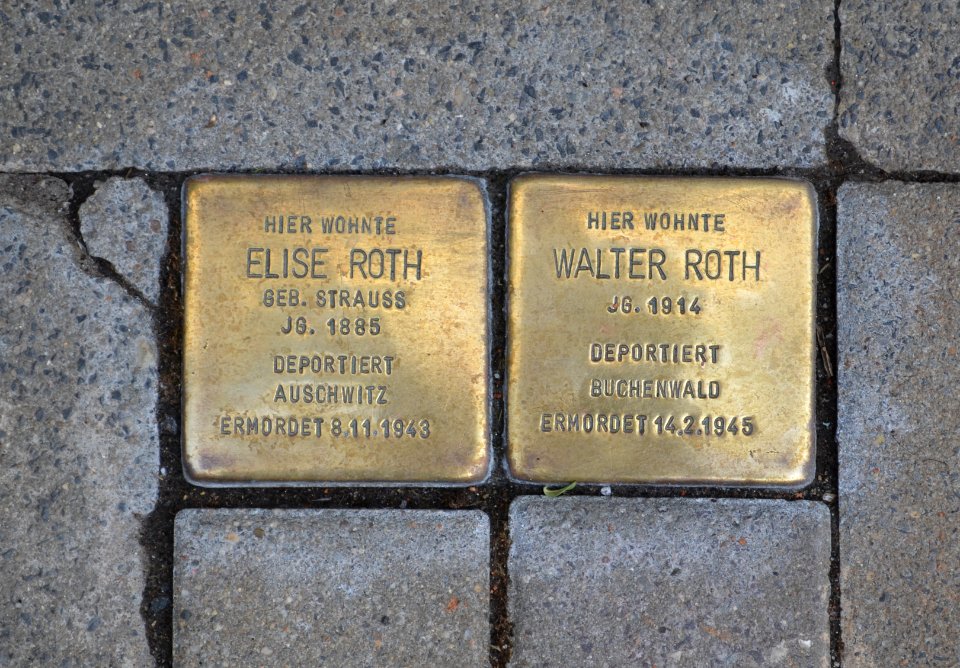 HIER WOHNTE
ELISE ROTH
GEB. STRAUSS
JG. 1885
DEPORTIERT
AUSCHWITZ
ERMORDET 8.11.1943
HIER WOHNTE
WALTER ROTH
JG. 1914
DEPORTIERT
BUCHENWALD
ERMORDET 14.2.1945